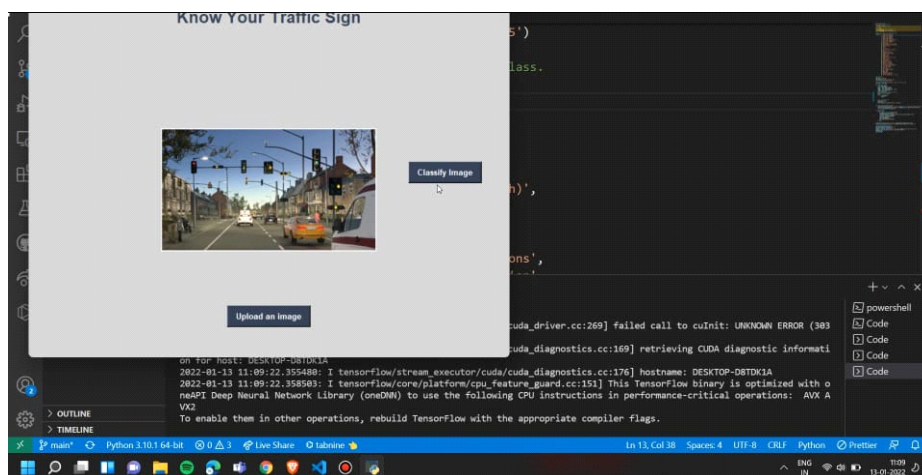 Know Your Traffic Sign
Classify Image
Upload an Image
5')
lass.
h)',
ons',
cuda_driver.cc:269] failed call to cuInit: UNKNOWN ERROR (303
cuda_diagnostics.cc:169] retrieving CUDA diagnostic informati
on for host: DESKTOP-D8TDK1A
2022-01-13 11:09:22.355480: I tensorflow/stream_executor/cuda/cuda_diagnostics.cc:176] hostname: DESKTOP-D8TDK1A
2022-01-13 11:09:22.358503: I tensorflow/core/platform/cpu_feature_guard.cc:151] This TensorFlow binary is optimized with o
neAPI Deep Neural Network Library (oneDNN) to use the following CPU instructions in performance-critical operations: AVX A
VX2
To enable them in other operations, rebuild TensorFlow with the appropriate compiler flags.
powershell
Code
Code
Code
Code
2
> OUTLINE
> TIMELINE
main* Python 3.10.1 64-bit 0 3 Live Share tabnine Ln 13, Col 38 Spaces: 4 UTF-8 CRLF Python Prettier
ENG
IN
11:09
13-01-2022